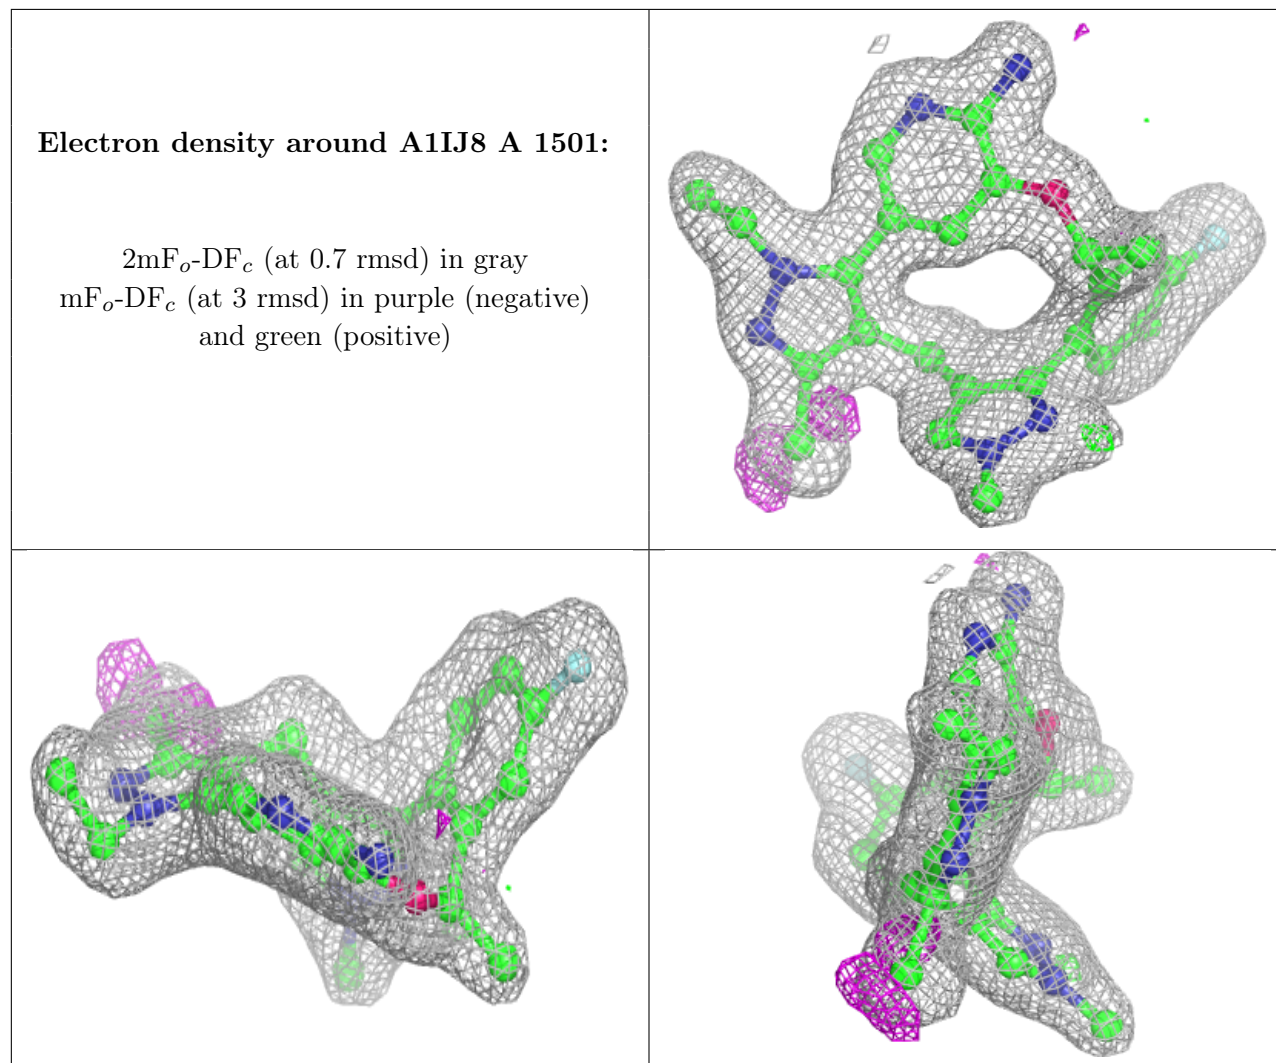 Electron density around A1IJ8 A 1501:
2mFo-DFc (at 0.7 rmsd) in gray
mFo-DFc (at 3 rmsd) in purple (negative)
and green (positive)